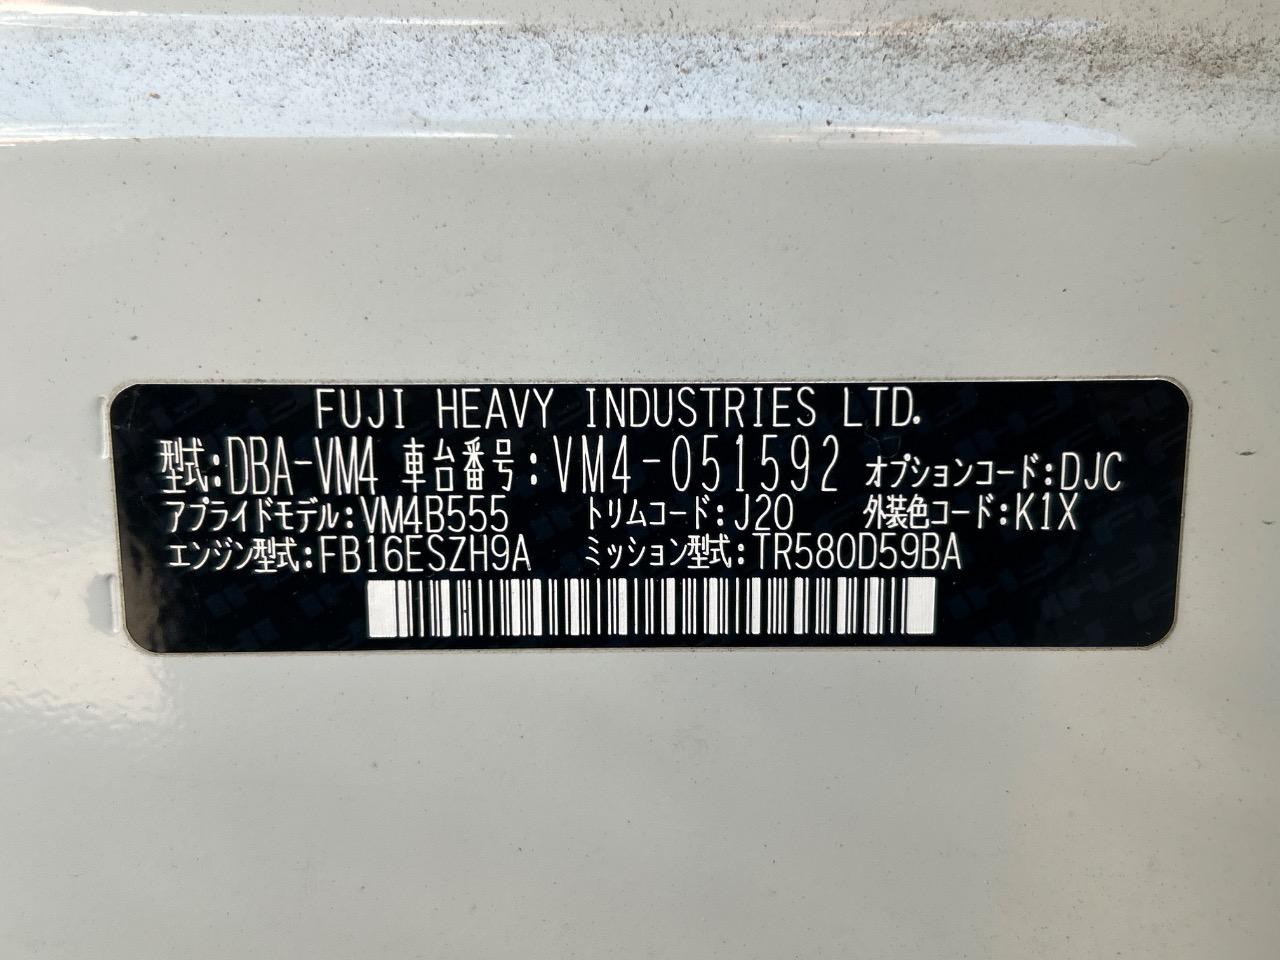 FUJI HEAVY INDUSTRIES LTD.
型式:DBA-VM4 車台番号:VM4-051592 オプションコード:DJC
アプライドモデル:VM4B555 トリムコード:J20 外装色コード:K1X
エンジン型式:FB16ESZH9A ミッション型式:TR580D59BA